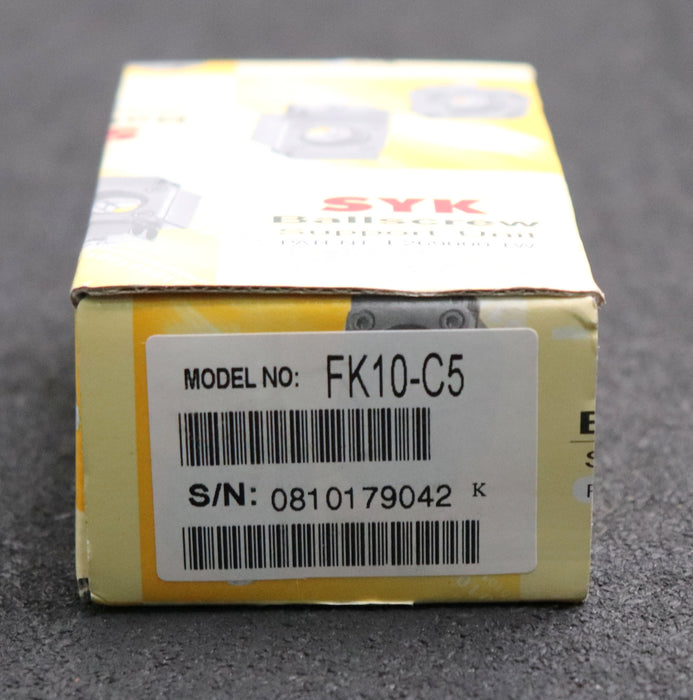 SYK
Ballscrew
Support Unit
MODEL NO: FK10-C5
S/N: 0810179042 K